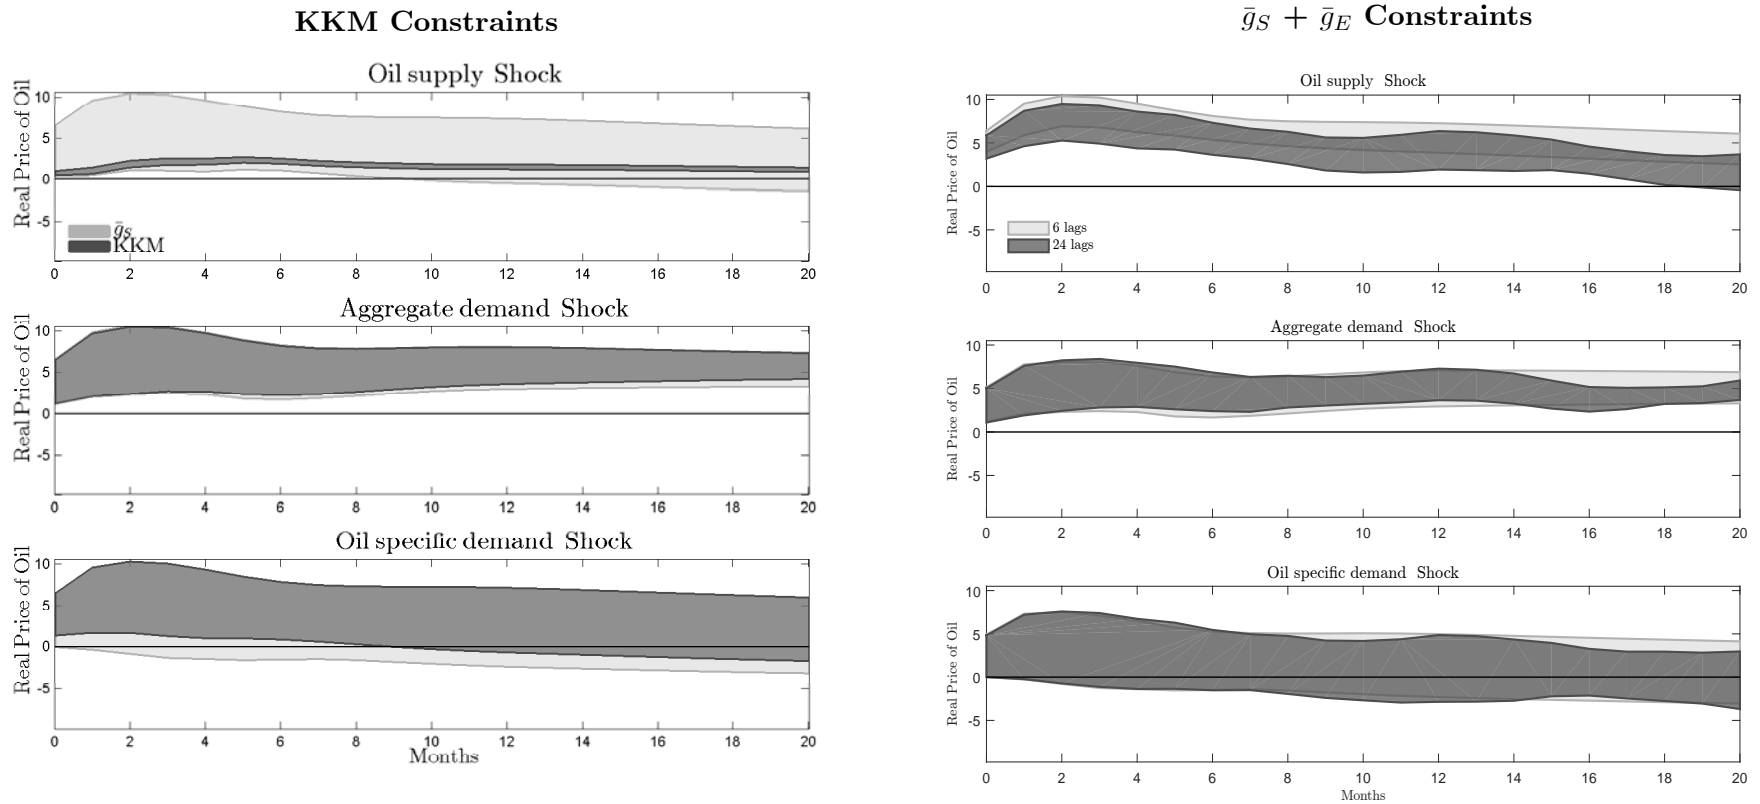 KKM Constraints
Oil supply Shock
Real Price of Oil
10
5
0
-5
ḡS
KKM
0 2 4 6 8 10 12 14 16 18 20
Aggregate demand Shock
Real Price of Oil
10
5
0
-5
0 2 4 6 8 10 12 14 16 18 20
Oil specific demand Shock
Real Price of Oil
10
5
0
-5
0 2 4 6 8 10 12 14 16 18 20
Months
ḡS + ḡE Constraints
Oil supply Shock
Real Price of Oil
10
5
0
-5
6 lags
24 lags
0 2 4 6 8 10 12 14 16 18 20
Aggregate demand Shock
Real Price of Oil
10
5
0
-5
0 2 4 6 8 10 12 14 16 18 20
Oil specific demand Shock
Real Price of Oil
10
5
0
-5
0 2 4 6 8 10 12 14 16 18 20
Months